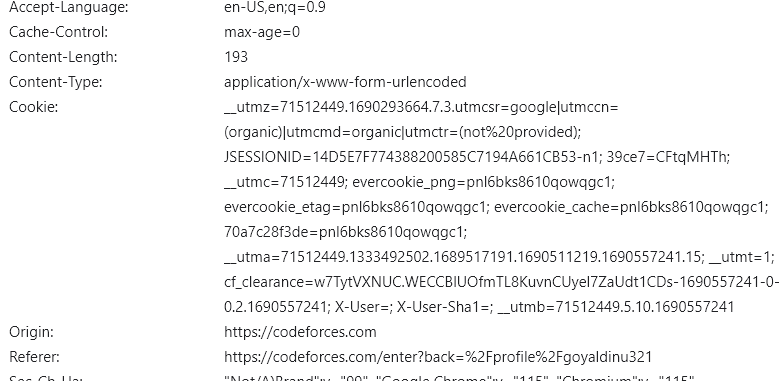 Accept-Language: en-US,en;q=0.9
Cache-Control: max-age=0
Content-Length: 193
Content-Type: application/x-www-form-urlencoded
Cookie: __utmz=71512449.1690293664.7.3.utmcsr=google|utmccn=
(organic)|utmcmd=organic|utmctr=(not%20provided);
JSESSIONID=14D5E7F774388200585C7194A661CB53-n1; 39ce7=CFtqMHTh;
__utmc=71512449; evercookie_png=pnl6bks8610qowqgc1;
evercookie_etag=pnl6bks8610qowqgc1; evercookie_cache=pnl6bks8610qowqgc1;
70a7c28f3de=pnl6bks8610qowqgc1;
__utma=71512449.1333492502.1689517191.1690511219.1690557241.15; __utmt=1;
cf_clearance=w7TytVXNUC.WECCBlUOfmTL8KuvnCUyel7ZaUdt1CDs-1690557241-0-
0.2.1690557241; X-User=; X-User-Sha1=; __utmb=71512449.5.10.1690557241
Origin: https://codeforces.com
Referer: https://codeforces.com/enter?back=%2Fprofile%2Fgoyaldinu321
Sec-Ch-Ua: "Not/A)Brand";v="99", "Google Chrome";v="115", "Chromium";v="115"